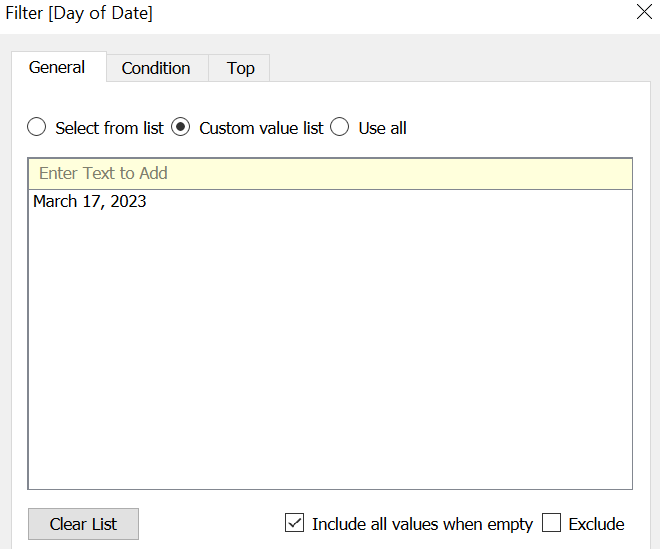 Filter [Day of Date]
General Condition Top
Select from list Custom value list Use all
Enter Text to Add
March 17, 2023
Clear List Include all values when empty Exclude